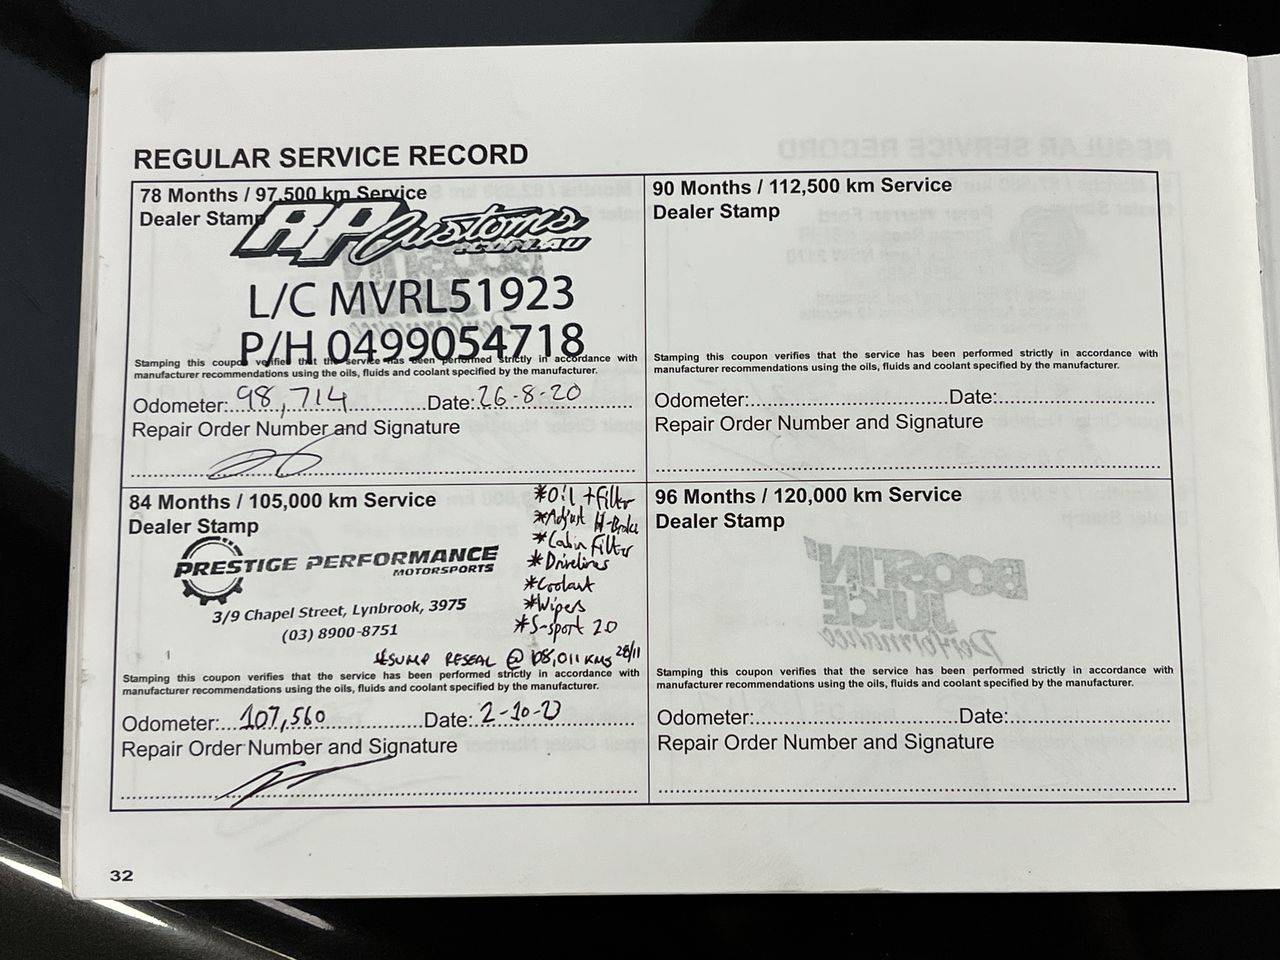 REGULAR SERVICE RECORD
78 Months / 97,500 km Service
Dealer Stamp
RPCustoms
.COM.AU
L/C MVRL51923
P/H 0499054718
Stamping this coupon verifies that the service has been performed strictly in accordance with
manufacturer recommendations using the oils, fluids and coolant specified by the manufacturer.
Odometer: 98,714 Date: 26-8-20
Repair Order Number and Signature
90 Months / 112,500 km Service
Dealer Stamp
Stamping this coupon verifies that the service has been performed strictly in accordance with
manufacturer recommendations using the oils, fluids and coolant specified by the manufacturer.
Odometer: Date:
Repair Order Number and Signature
84 Months / 105,000 km Service
Dealer Stamp
PRESTIGE PERFORMANCE
MOTORSPORTS
3/9 Chapel Street, Lynbrook, 3975
(03) 8900-8751
*Oil + Filter
*Adjust H-Brake
*Cabin Filter
*Drivelines
*Coolant
*Wipers
*S-sport 2.0
*SUMP RESEAL @ 108,011 KMS 28/11
Stamping this coupon verifies that the service has been performed strictly in accordance with
manufacturer recommendations using the oils, fluids and coolant specified by the manufacturer.
Odometer: 107,560 Date: 2-10-23
Repair Order Number and Signature
96 Months / 120,000 km Service
Dealer Stamp
BOOSTIN'
JUICE
Performance
Stamping this coupon verifies that the service has been performed strictly in accordance with
manufacturer recommendations using the oils, fluids and coolant specified by the manufacturer.
Odometer: Date:
Repair Order Number and Signature
32